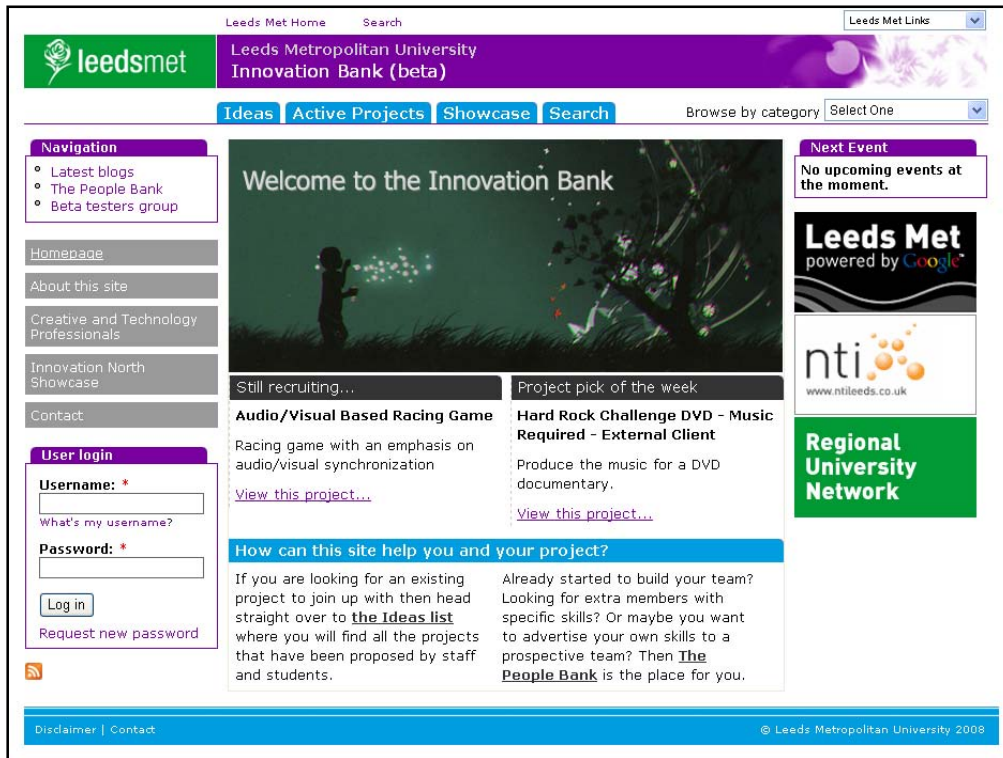 Leeds Met Home Search
Leeds Met Links
leedsmet
Leeds Metropolitan University
Innovation Bank (beta)
Ideas Active Projects Showcase Search
Browse by category Select One
Navigation
Latest blogs
The People Bank
Beta testers group
Homepage
About this site
Creative and Technology
Professionals
Innovation North
Showcase
Contact
User login
Username: *
What's my username?
Password: *
Log in
Request new password
Welcome to the Innovation Bank
Still recruiting...
Audio/Visual Based Racing Game
Racing game with an emphasis on
audio/visual synchronization
View this project...
Project pick of the week
Hard Rock Challenge DVD - Music
Required - External Client
Produce the music for a DVD
documentary.
View this project...
How can this site help you and your project?
If you are looking for an existing
project to join up with then head
straight over to the Ideas list
where you will find all the projects
that have been proposed by staff
and students.
Already started to build your team?
Looking for extra members with
specific skills? Or maybe you want
to advertise your own skills to a
prospective team? Then The
People Bank is the place for you.
Next Event
No upcoming events at
the moment.
Leeds Met
powered by Google™
nti
www.ntileeds.co.uk
Regional
University
Network
Disclaimer | Contact
© Leeds Metropolitan University 2008